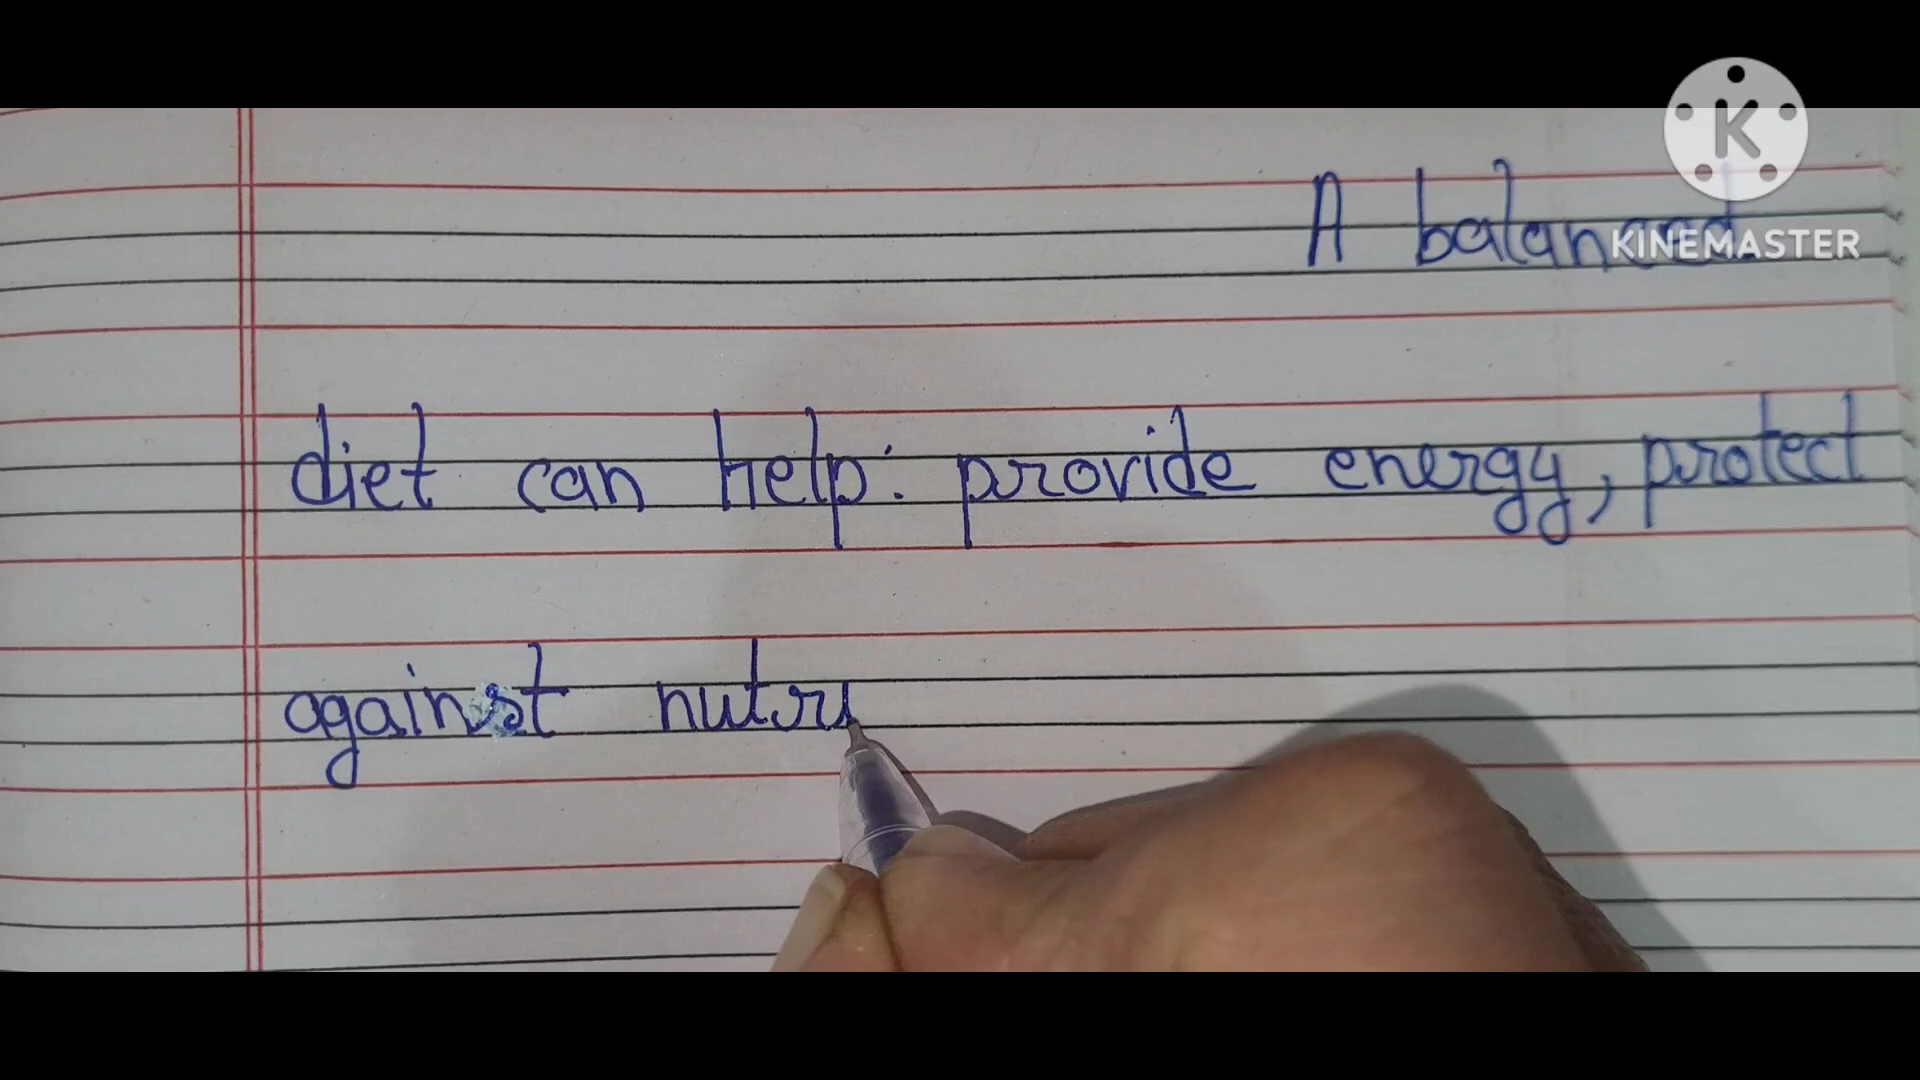 A balanced
KINEMASTER
diet can help: provide energy, protect
against nutri